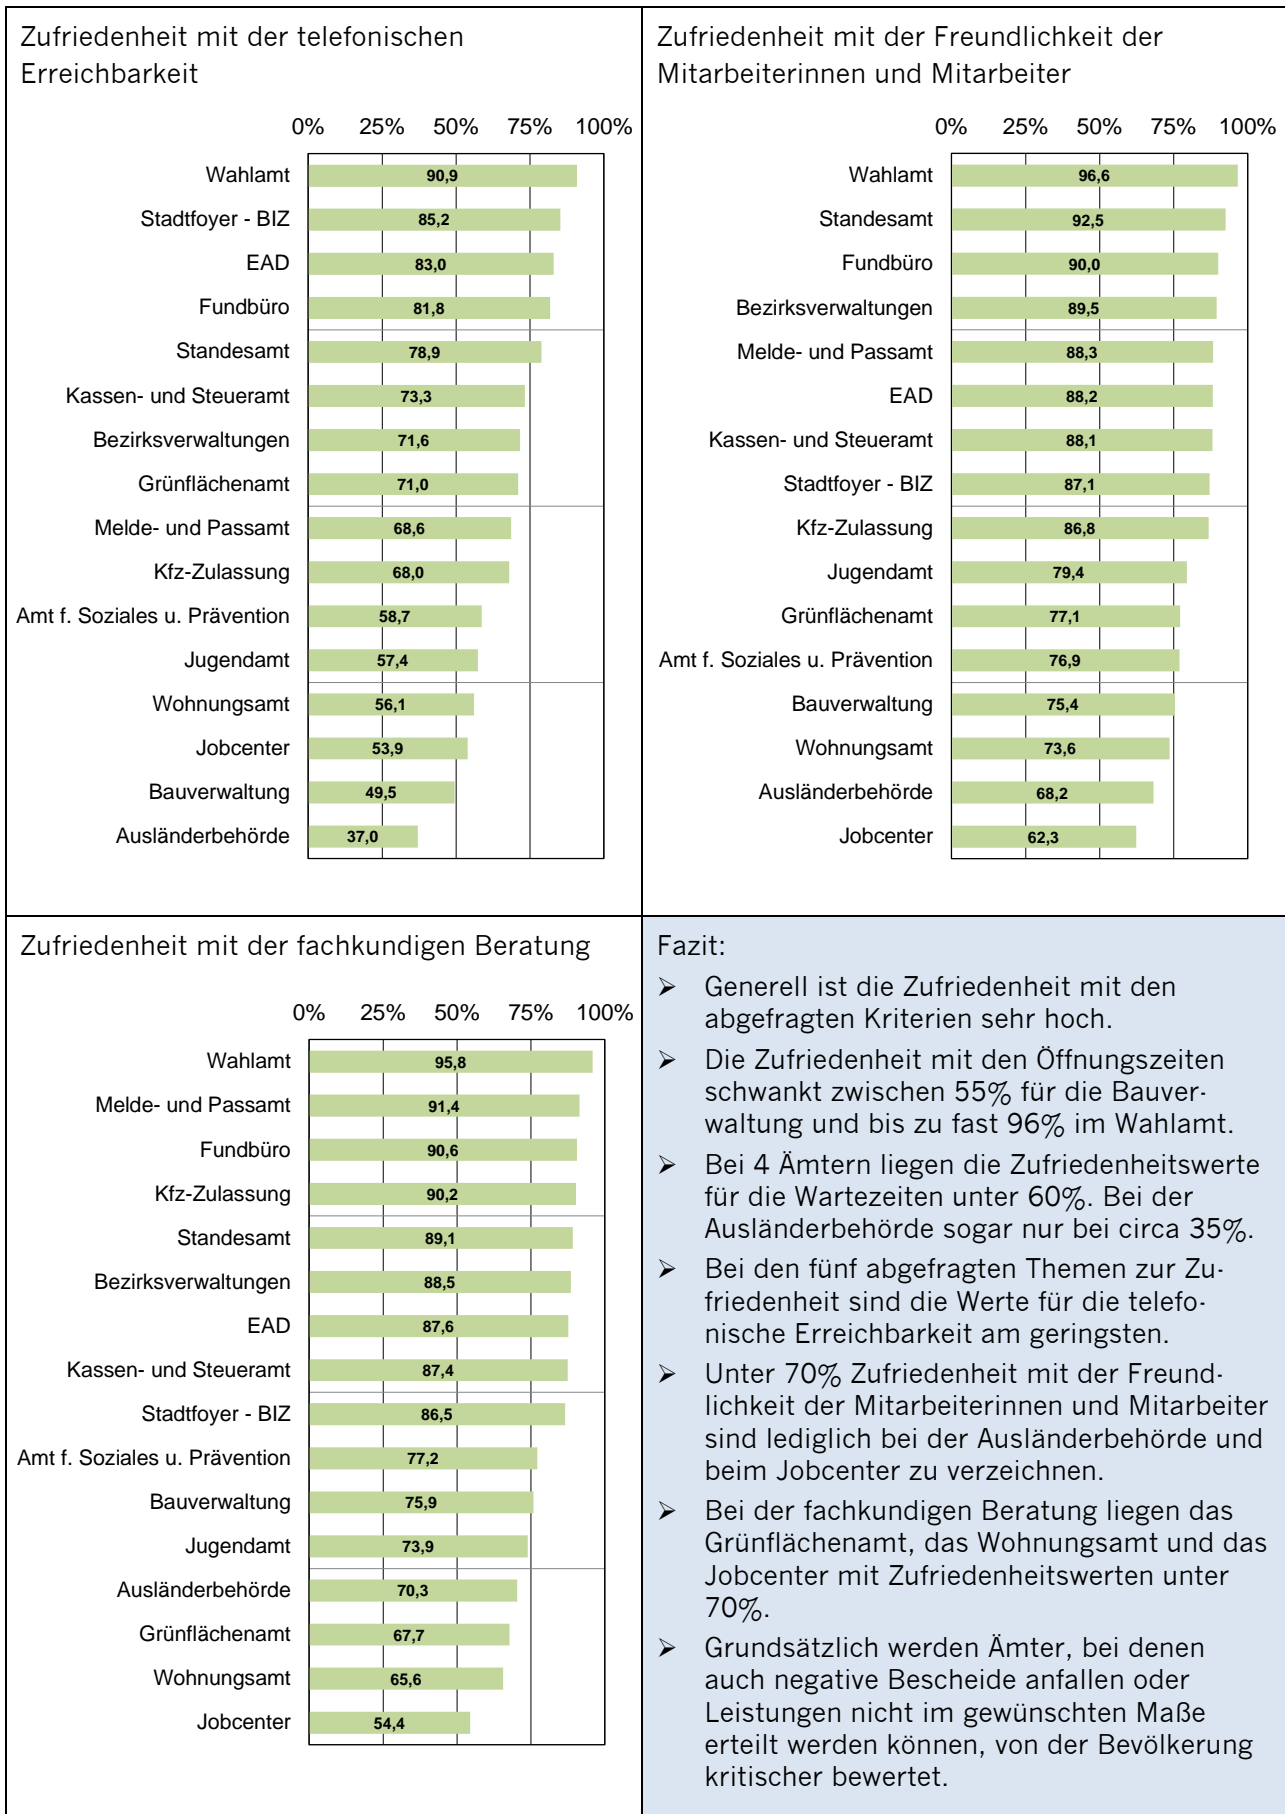 Zufriedenheit mit der telefonischen
Erreichbarkeit
0% 25% 50% 75% 100%
Wahlamt 90,9
Stadtfoyer - BIZ 85,2
EAD 83,0
Fundbüro 81,8
Standesamt 78,9
Kassen- und Steueramt 73,3
Bezirksverwaltungen 71,6
Grünflächenamt 71,0
Melde- und Passamt 68,6
Kfz-Zulassung 68,0
Amt f. Soziales u. Prävention 58,7
Jugendamt 57,4
Wohnungsamt 56,1
Jobcenter 53,9
Bauverwaltung 49,5
Ausländerbehörde 37,0
Zufriedenheit mit der Freundlichkeit der
Mitarbeiterinnen und Mitarbeiter
0% 25% 50% 75% 100%
Wahlamt 96,6
Standesamt 92,5
Fundbüro 90,0
Bezirksverwaltungen 89,5
Melde- und Passamt 88,3
EAD 88,2
Kassen- und Steueramt 88,1
Stadtfoyer - BIZ 87,1
Kfz-Zulassung 86,8
Jugendamt 79,4
Grünflächenamt 77,1
Amt f. Soziales u. Prävention 76,9
Bauverwaltung 75,4
Wohnungsamt 73,6
Ausländerbehörde 68,2
Jobcenter 62,3
Zufriedenheit mit der fachkundigen Beratung
0% 25% 50% 75% 100%
Wahlamt 95,8
Melde- und Passamt 91,4
Fundbüro 90,6
Kfz-Zulassung 90,2
Standesamt 89,1
Bezirksverwaltungen 88,5
EAD 87,6
Kassen- und Steueramt 87,4
Stadtfoyer - BIZ 86,5
Amt f. Soziales u. Prävention 77,2
Bauverwaltung 75,9
Jugendamt 73,9
Ausländerbehörde 70,3
Grünflächenamt 67,7
Wohnungsamt 65,6
Jobcenter 54,4
Fazit:
➢ Generell ist die Zufriedenheit mit den
abgefragten Kriterien sehr hoch.
➢ Die Zufriedenheit mit den Öffnungszeiten
schwankt zwischen 55% für die Bauver-
waltung und bis zu fast 96% im Wahlamt.
➢ Bei 4 Ämtern liegen die Zufriedenheitswerte
für die Wartezeiten unter 60%. Bei der
Ausländerbehörde sogar nur bei circa 35%.
➢ Bei den fünf abgefragten Themen zur Zu-
friedenheit sind die Werte für die telefo-
nische Erreichbarkeit am geringsten.
➢ Unter 70% Zufriedenheit mit der Freund-
lichkeit der Mitarbeiterinnen und Mitarbeiter
sind lediglich bei der Ausländerbehörde und
beim Jobcenter zu verzeichnen.
➢ Bei der fachkundigen Beratung liegen das
Grünflächenamt, das Wohnungsamt und das
Jobcenter mit Zufriedenheitswerten unter
70%.
➢ Grundsätzlich werden Ämter, bei denen
auch negative Bescheide anfallen oder
Leistungen nicht im gewünschten Maße
erteilt werden können, von der Bevölkerung
kritischer bewertet.